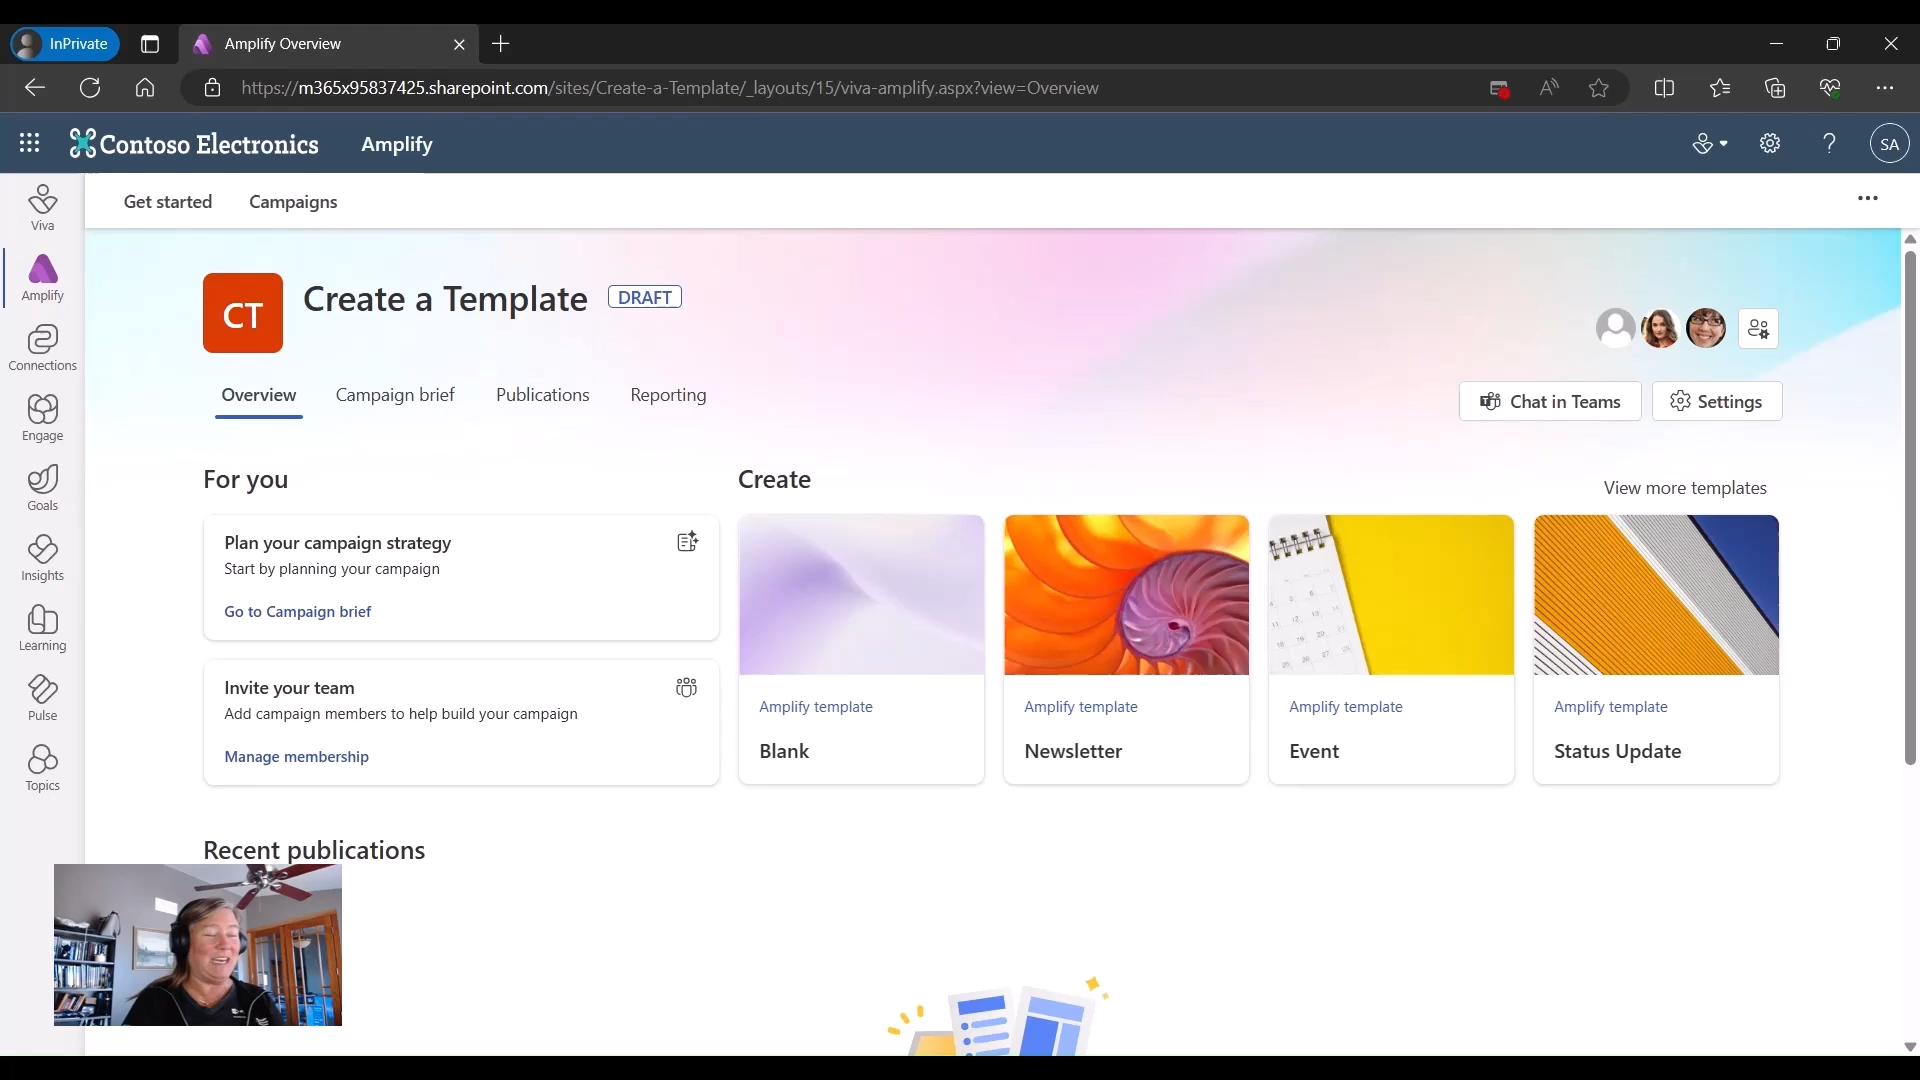 InPrivate
Amplify Overview
https://m365x95837425.sharepoint.com/sites/Create-a-Template/_layouts/15/viva-amplify.aspx?view=Overview
Contoso Electronics
Amplify
SA
Viva
Amplify
Connections
Engage
Goals
Insights
Learning
Pulse
Topics
Get started
Campaigns
CT
Create a Template
DRAFT
Overview
Campaign brief
Publications
Reporting
Chat in Teams
Settings
For you
Plan your campaign strategy
Start by planning your campaign
Go to Campaign brief
Invite your team
Add campaign members to help build your campaign
Manage membership
Create
View more templates
Amplify template
Blank
Amplify template
Newsletter
Amplify template
Event
Amplify template
Status Update
Recent publications